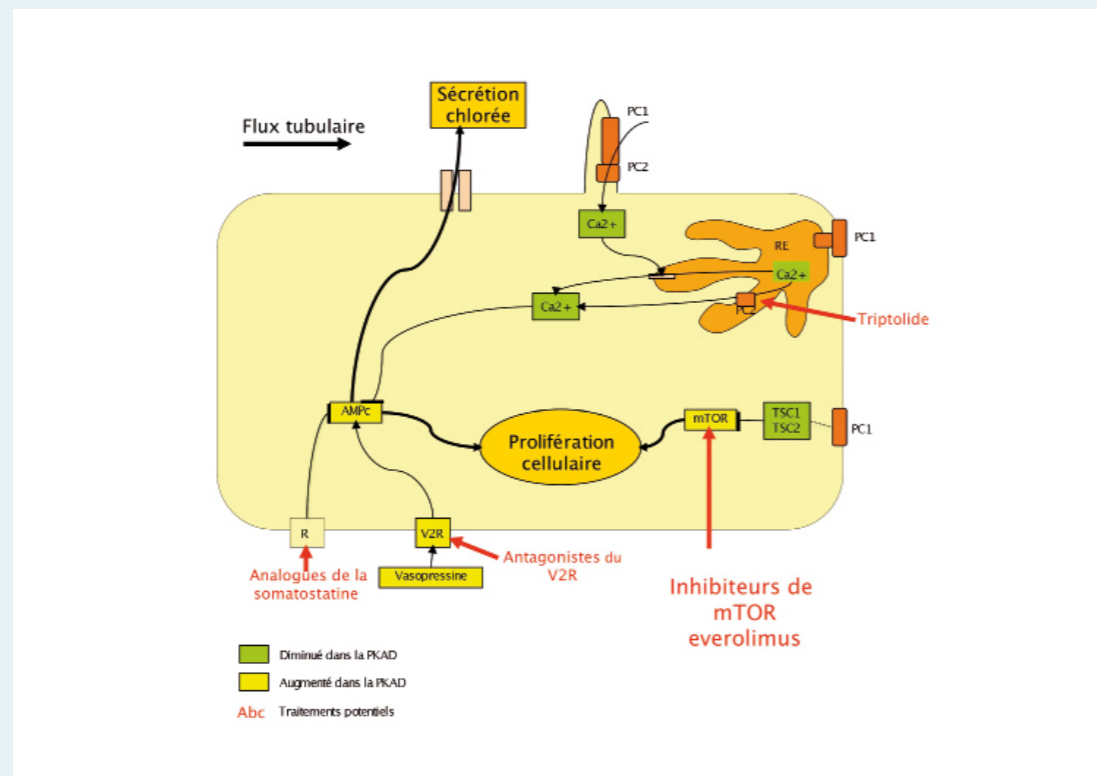 Sécrétion
chlorée
Flux tubulaire
PC1
PC2
Ca2+
RE
PC1
Ca2+
Ca2+
PC2
Triptolide
AMPc
Prolifération
cellulaire
mTOR
TSC1
TSC2
PC1
R
V2R
Vasopressine
Analogues de la
somatostatine
Antagonistes du
V2R
Inhibiteurs de
mTOR
everolimus
Diminué dans la PKAD
Augmenté dans la PKAD
Abc Traitements potentiels